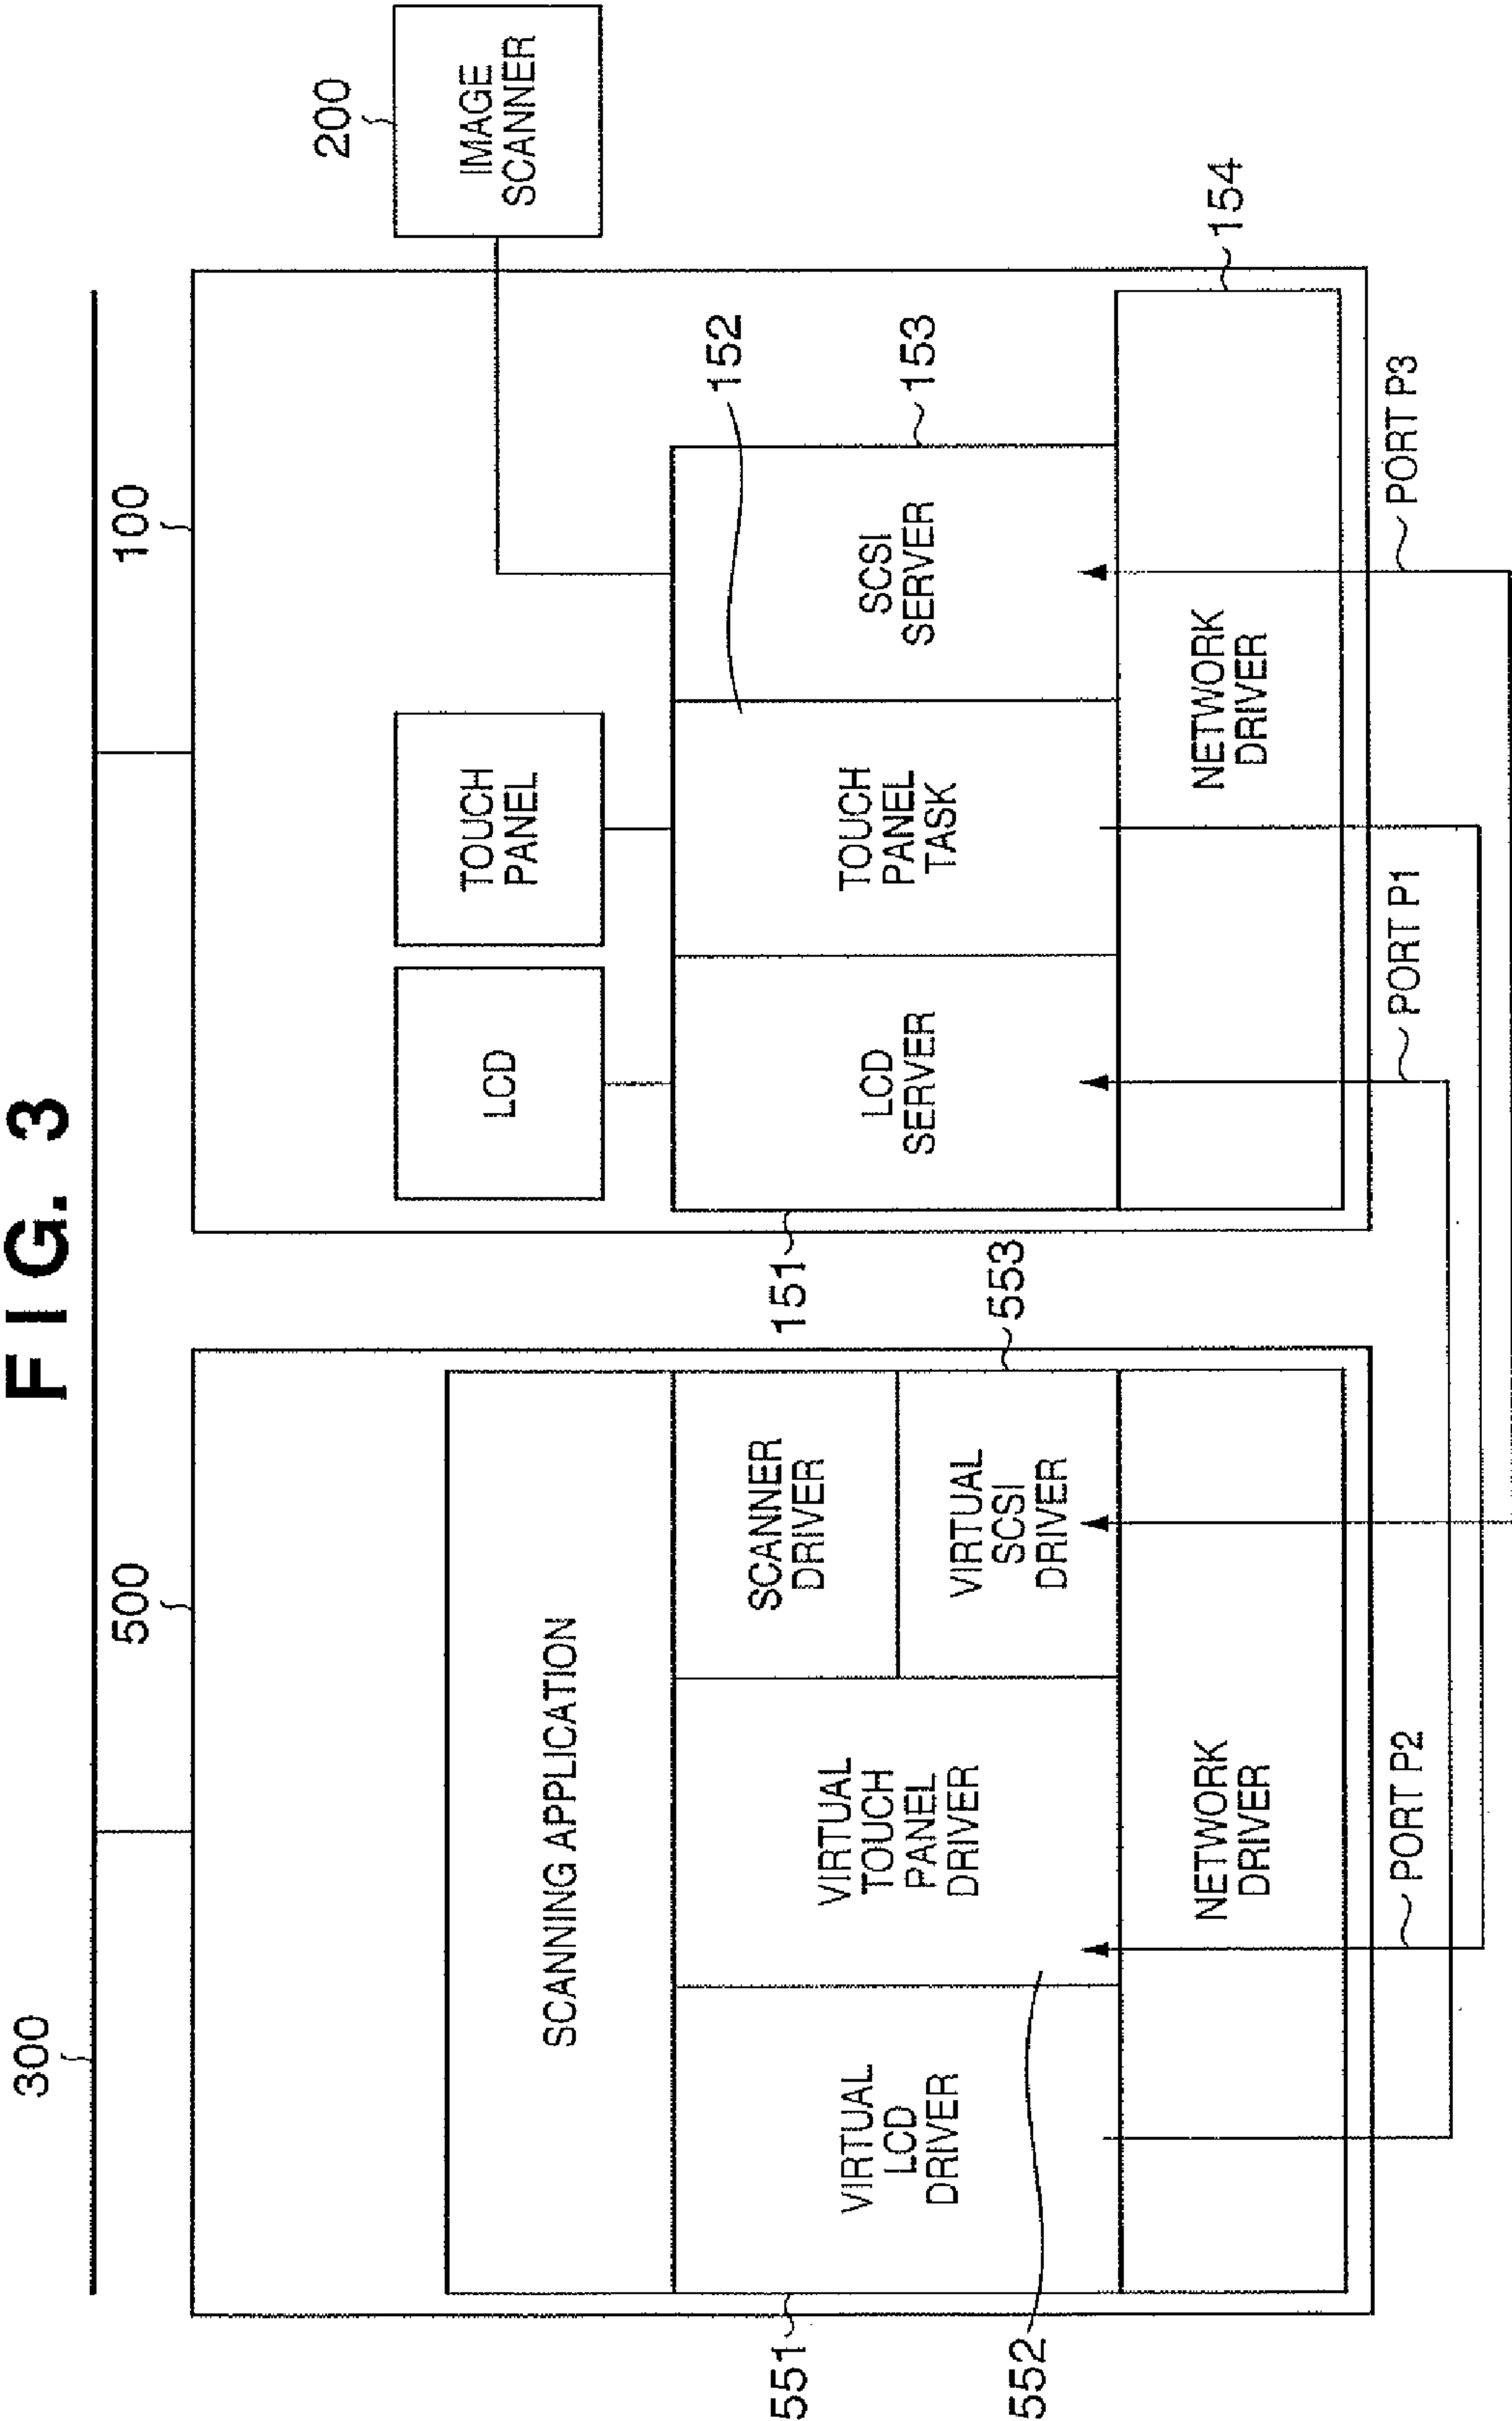 FIG. 3
300
500
100
200
IMAGE
SCANNER
LCD
TOUCH
PANEL
SCANNING APPLICATION
551
VIRTUAL
LCD
DRIVER
VIRTUAL
TOUCH
PANEL
DRIVER
SCANNER
DRIVER
VIRTUAL
SCSI
DRIVER
552
553
NETWORK
DRIVER
151
LCD
SERVER
TOUCH
PANEL
TASK
SCSI
SERVER
152
153
NETWORK
DRIVER
154
PORT P2
PORT P1
PORT P3